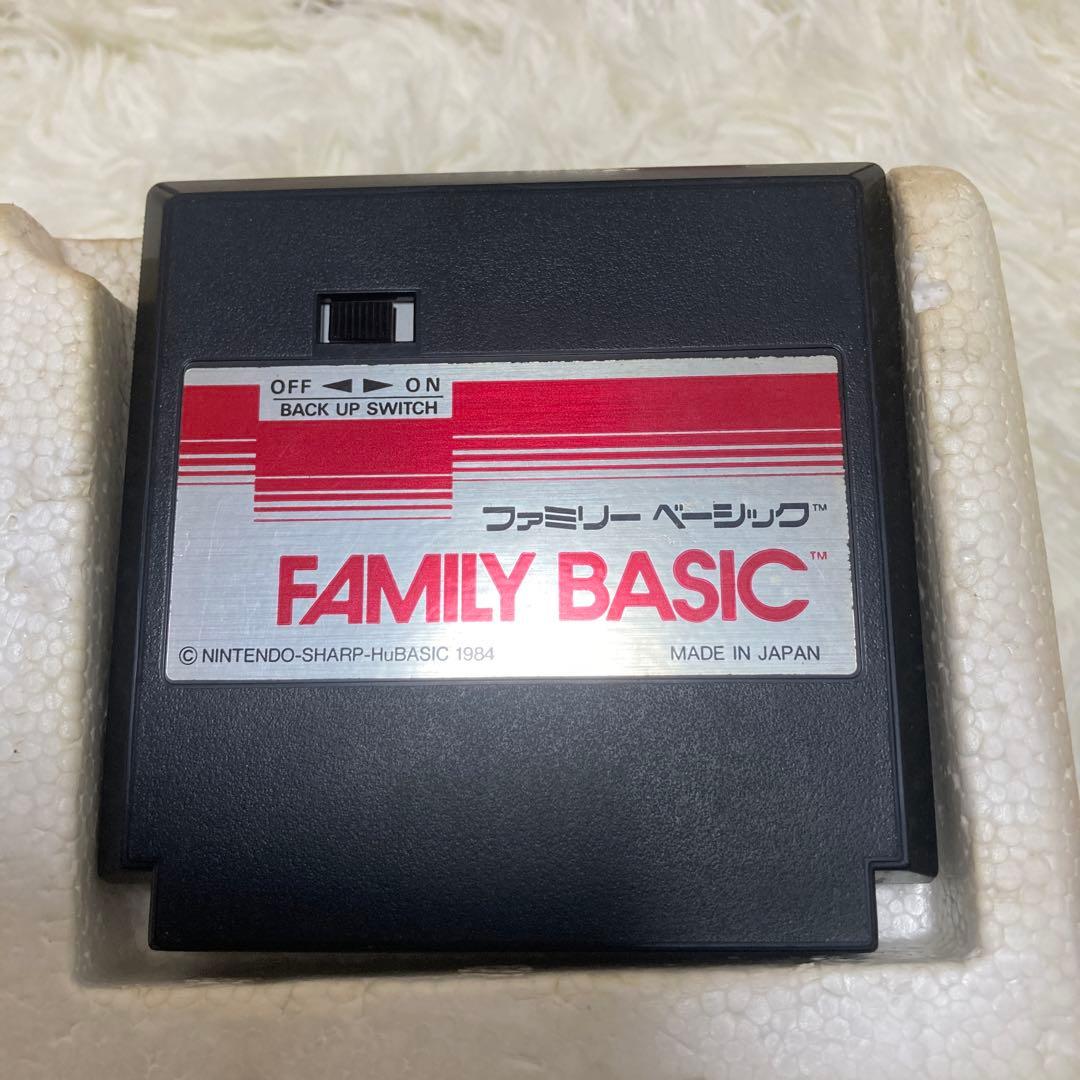 OFF ◀ ▶ ON
BACK UP SWITCH
ファミリー ベーシック™
FAMILY BASIC™
© NINTENDO-SHARP-HuBASIC 1984 MADE IN JAPAN